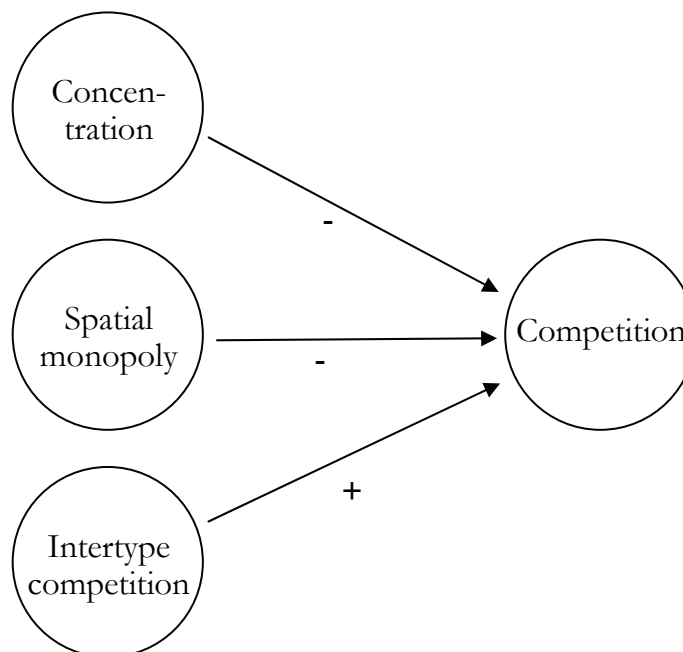 Concen-
tration
-
Spatial
monopoly
-
Competition
+
Intertype
competition